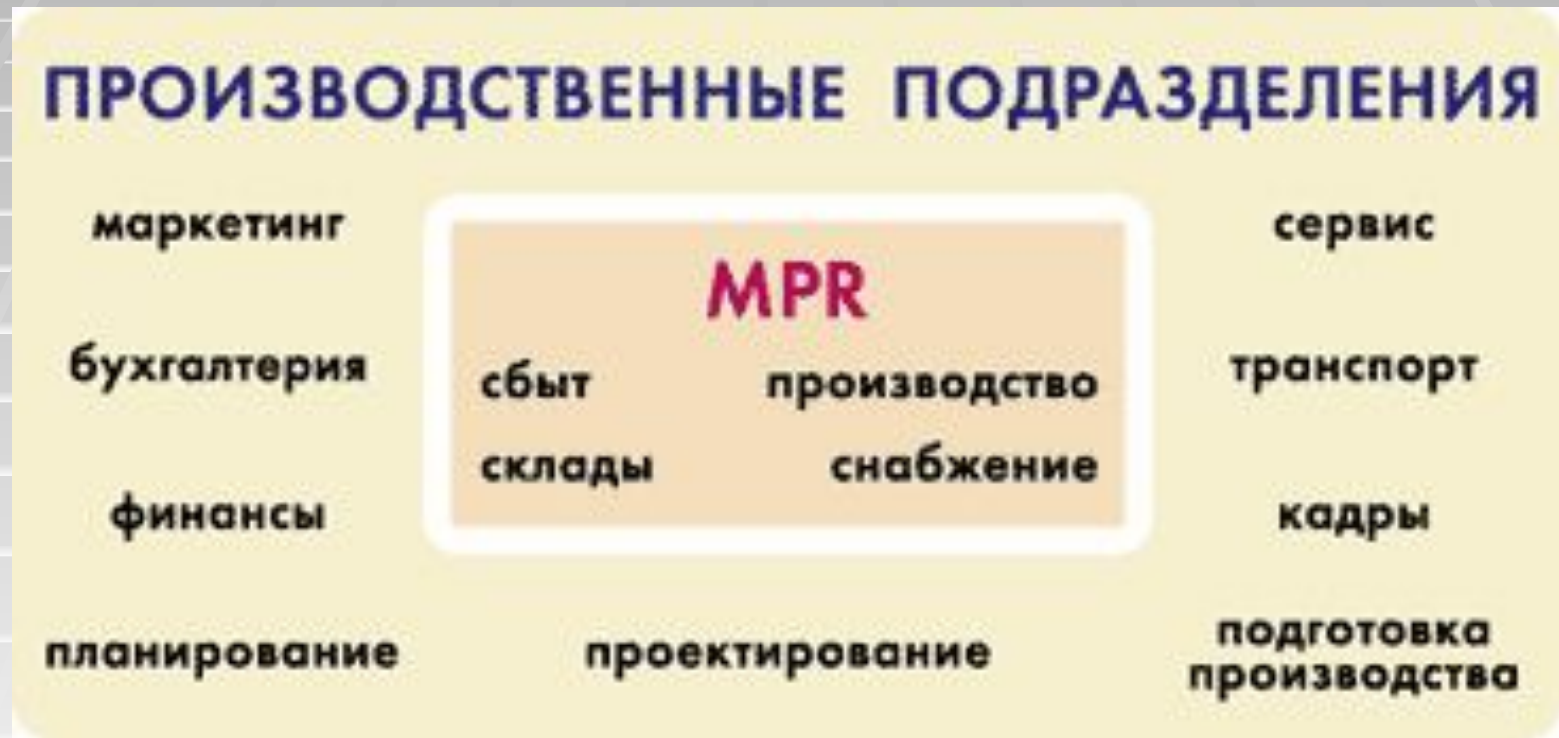 ПРОИЗВОДСТВЕННЫЕ ПОДРАЗДЕЛЕНИЯ
маркетинг
сервис
MPR
бухгалтерия
сбыт
производство
транспорт
склады
снабжение
финансы
кадры
планирование
проектирование
подготовка
производства